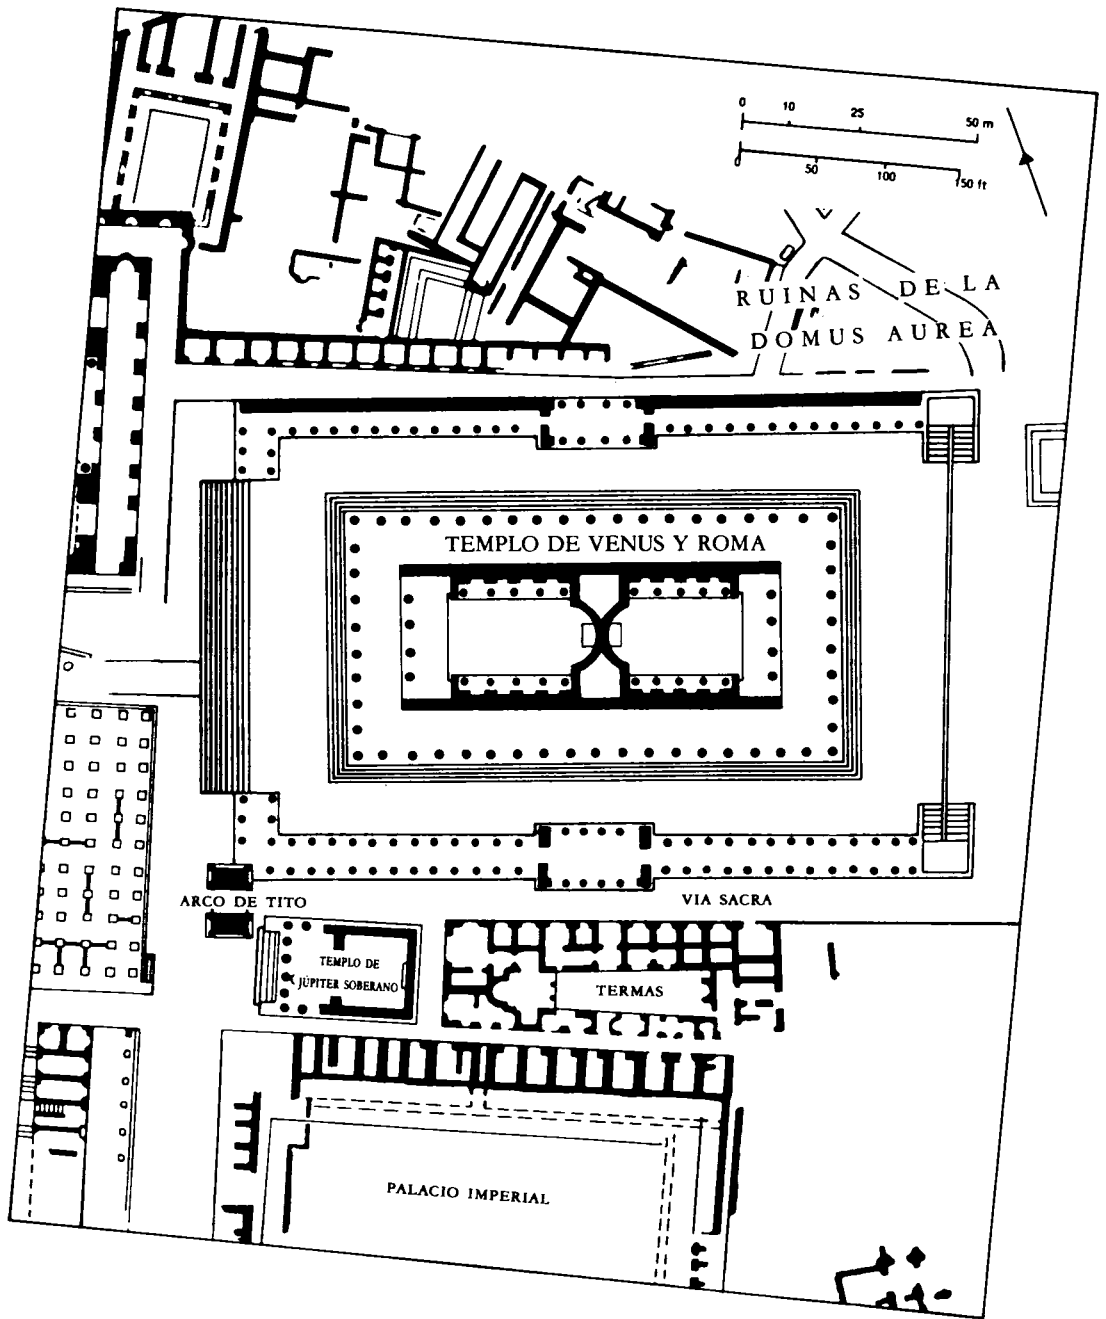 0 10 25 50 m
0 50 100 150 ft
RUINAS DE LA
DOMUS AUREA
TEMPLO DE VENUS Y ROMA
ARCO DE TITO
VIA SACRA
TEMPLO DE
JÚPITER SOBERANO
TERMAS
PALACIO IMPERIAL